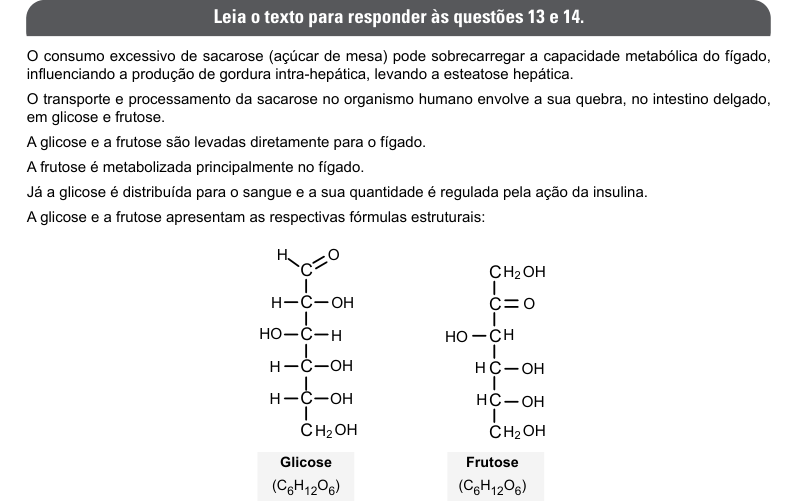 Leia o texto para responder às questões 13 e 14.
O consumo excessivo de sacarose (açúcar de mesa) pode sobrecarregar a capacidade metabólica do fígado,
influenciando a produção de gordura intra-hepática, levando a esteatose hepática.
O transporte e processamento da sacarose no organismo humano envolve a sua quebra, no intestino delgado,
em glicose e frutose.
A glicose e a frutose são levadas diretamente para o fígado.
A frutose é metabolizada principalmente no fígado.
Já a glicose é distribuída para o sangue e a sua quantidade é regulada pela ação da insulina.
A glicose e a frutose apresentam as respectivas fórmulas estruturais:
H O
C
H—C—OH
HO—C—H
H—C—OH
H—C—OH
CH₂OH
Glicose
(C₆H₁₂O₆)
CH₂OH
C=O
HO—CH
HC—OH
HC—OH
CH₂OH
Frutose
(C₆H₁₂O₆)